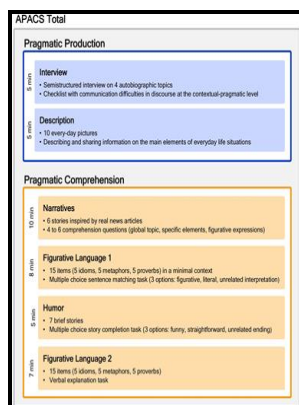 APACS Total
Pragmatic Production
5 min
Interview
• Semistructured interview on 4 autobiographic topics
• Checklist with communication difficulties in discourse at the contextual-pragmatic level
5 min
Description
• 10 every-day pictures
• Describing and sharing information on the main elements of everyday life situations
Pragmatic Comprehension
10 min
Narratives
• 6 stories inspired by real news articles
• 4 to 6 comprehension questions (global topic, specific elements, figurative expressions)
8 min
Figurative Language 1
• 15 items (5 idioms, 5 metaphors, 5 proverbs) in a minimal context
• Multiple choice sentence matching task (3 options: figurative, literal, unrelated interpretation)
5 min
Humor
• 7 brief stories
• Multiple choice story completion task (3 options: funny, straightforward, unrelated ending)
7 min
Figurative Language 2
• 15 items (5 idioms, 5 metaphors, 5 proverbs)
• Verbal explanation task